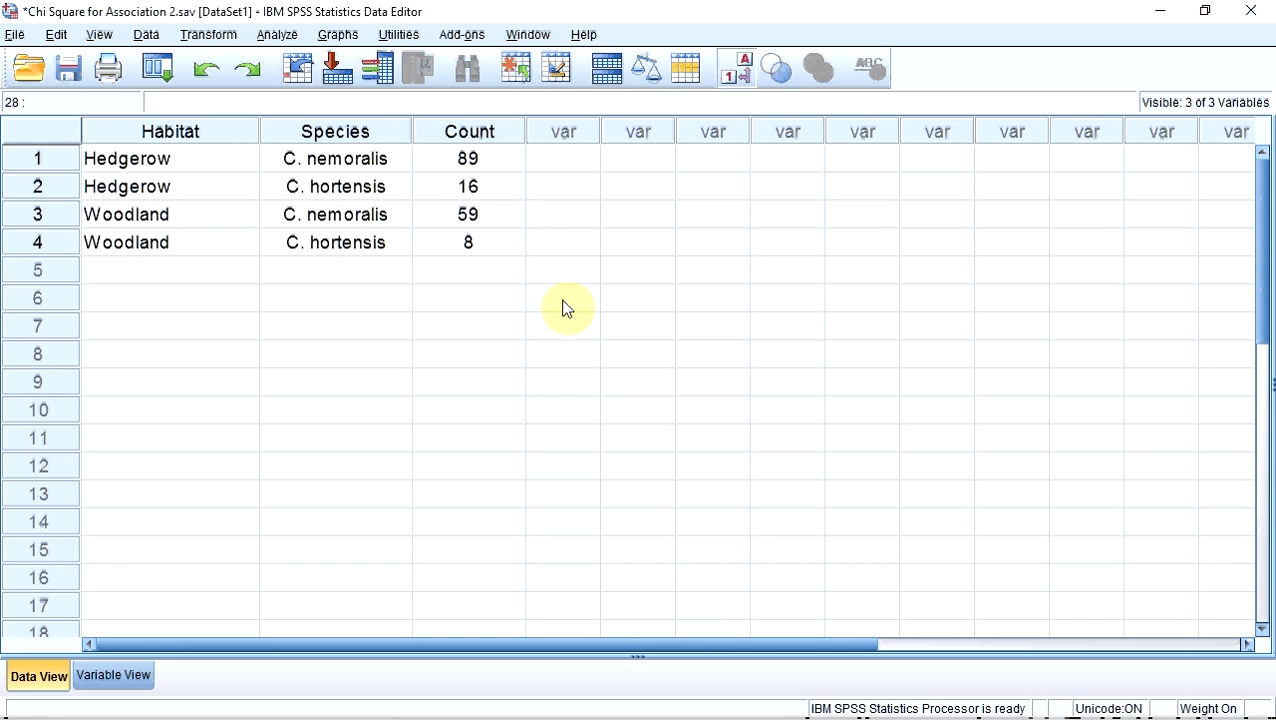 *Chi Square for Association 2.sav [DataSet1] - IBM SPSS Statistics Data Editor
File Edit View Data Transform Analyze Graphs Utilities Add-ons Window Help
1 A ABC
28 : Visible: 3 of 3 Variables
Habitat Species Count var var var var var var var var var var
1 Hedgerow C. nemoralis 89
2 Hedgerow C. hortensis 16
3 Woodland C. nemoralis 59
4 Woodland C. hortensis 8
5
6
7
8
9
10
11
12
13
14
15
16
17
18
Data View Variable View
IBM SPSS Statistics Processor is ready Unicode:ON Weight On